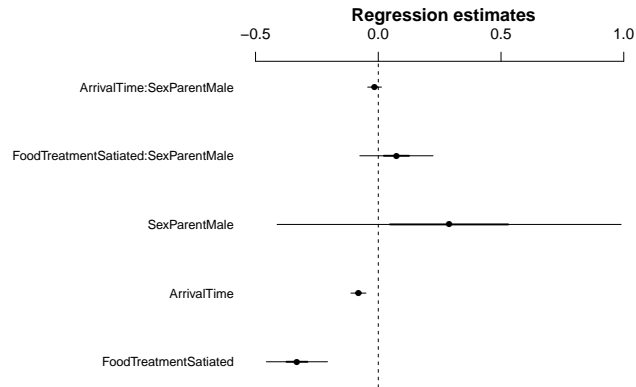 Regression estimates
−0.5 0.0 0.5 1.0
ArrivalTime:SexParentMale
FoodTreatmentSatiated:SexParentMale
SexParentMale
ArrivalTime
FoodTreatmentSatiated